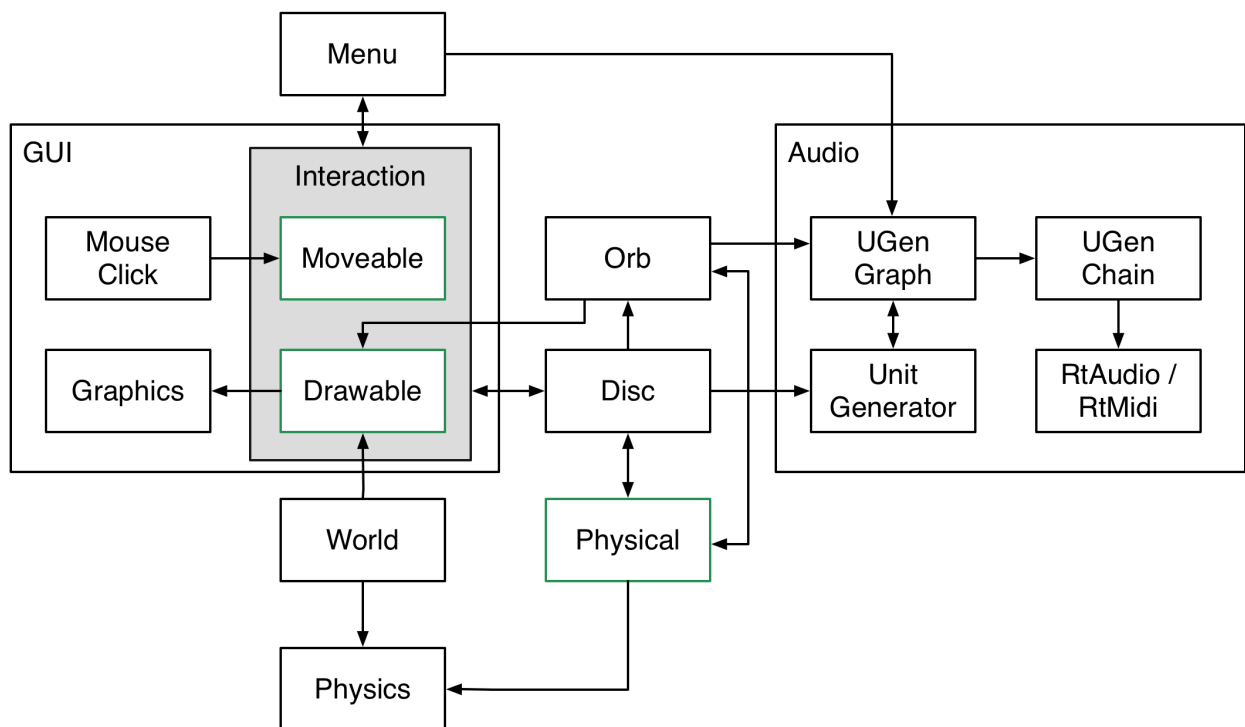 Menu
GUI
Interaction
Audio
Mouse
Click
Moveable
Orb
UGen
Graph
UGen
Chain
Graphics
Drawable
Disc
Unit
Generator
RtAudio /
RtMidi
World
Physical
Physics